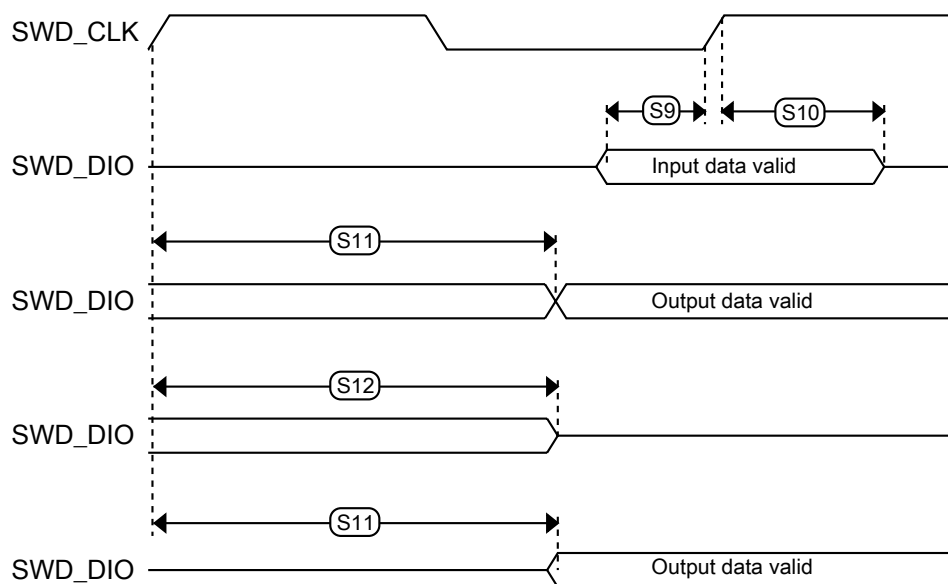 SWD_CLK
S9
S10
SWD_DIO
Input data valid
S11
SWD_DIO
Output data valid
S12
SWD_DIO
S11
SWD_DIO
Output data valid